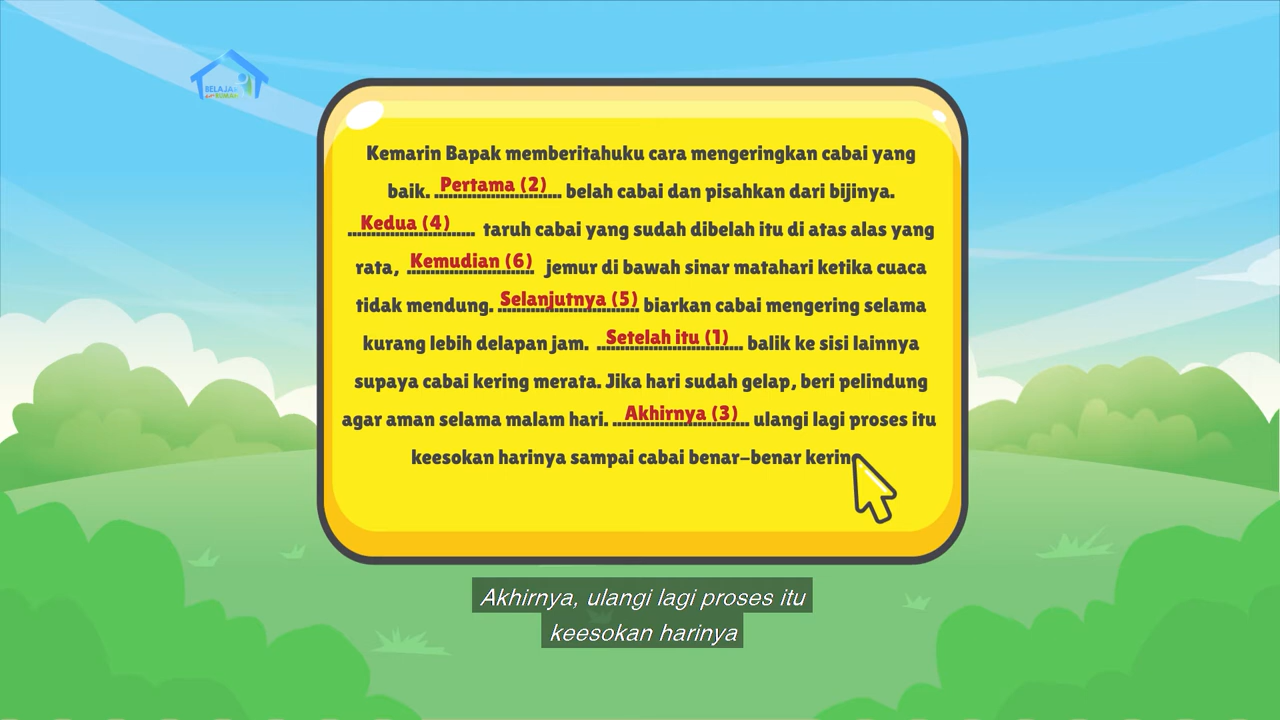 BELAJAR
dari RUMAH
Kemarin Bapak memberitahuku cara mengeringkan cabai yang
baik. Pertama (2) belah cabai dan pisahkan dari bijinya.
Kedua (4) taruh cabai yang sudah dibelah itu di atas alas yang
rata, Kemudian (6) jemur di bawah sinar matahari ketika cuaca
tidak mendung. Selanjutnya (5) biarkan cabai mengering selama
kurang lebih delapan jam. Setelah itu (1) balik ke sisi lainnya
supaya cabai kering merata. Jika hari sudah gelap, beri pelindung
agar aman selama malam hari. Akhirnya (3) ulangi lagi proses itu
keesokan harinya sampai cabai benar-benar kerin
Akhirnya, ulangi lagi proses itu
keesokan harinya